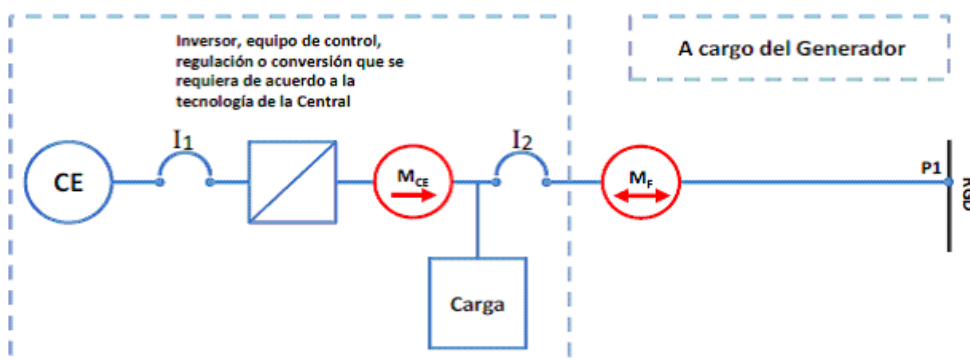 Inversor, equipo de control,
regulación o conversión que se
requiera de acuerdo a la
tecnología de la Central
A cargo del Generador
CE
I1
MCE
I2
MF
P1
RGD
Carga